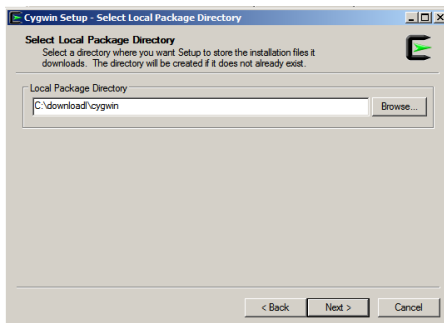 Cygwin Setup - Select Local Package Directory
Select Local Package Directory
Select a directory where you want Setup to store the installation files it
downloads. The directory will be created if it does not already exist.
Local Package Directory
C:\download\cygwin
Browse...
< Back
Next >
Cancel